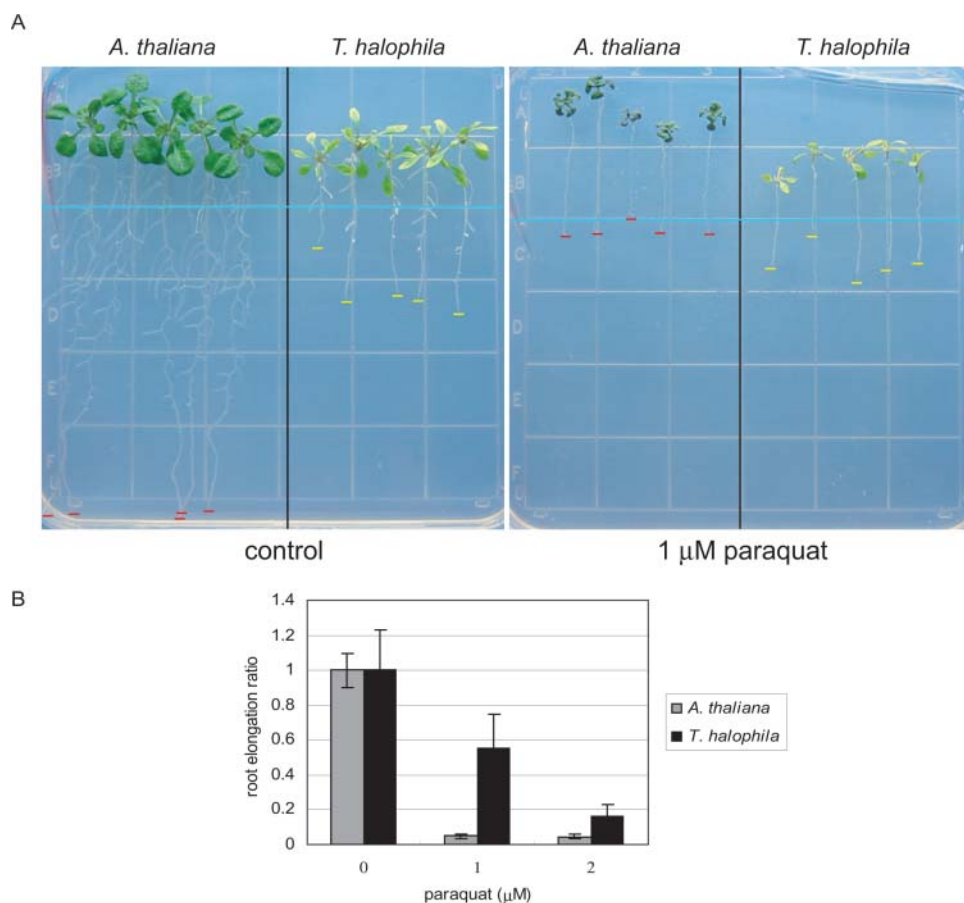 A
A. thaliana T. halophila A. thaliana T. halophila
control 1 μM paraquat
B
1.4
1.2
1
0.8
0.6
0.4
0.2
0
root elongation ratio
0 1 2
paraquat (μM)
A. thaliana
T. halophila